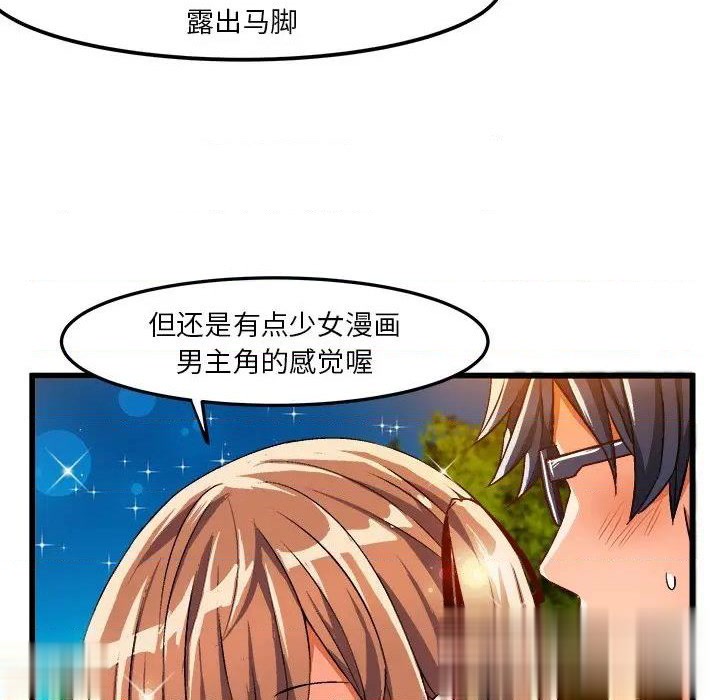 露出马脚
但还是有点少女漫画
男主角的感觉喔